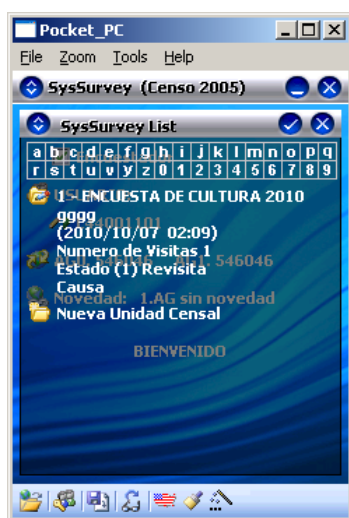 Pocket_PC
File Zoom Tools Help
SysSurvey (Censo 2005)
SysSurvey List
a b c d e f g h i j k l m n o p q
r s t u v y z 0 1 2 3 4 5 6 7 8 9
1 - ENCUESTA DE CULTURA 2010
gggg
(2010/10/07 02:09)
Numero de Visitas 1
Estado (1) Revisita
546046
Causa
Novedad: 1.AG sin novedad
Nueva Unidad Censal
BIENVENIDO